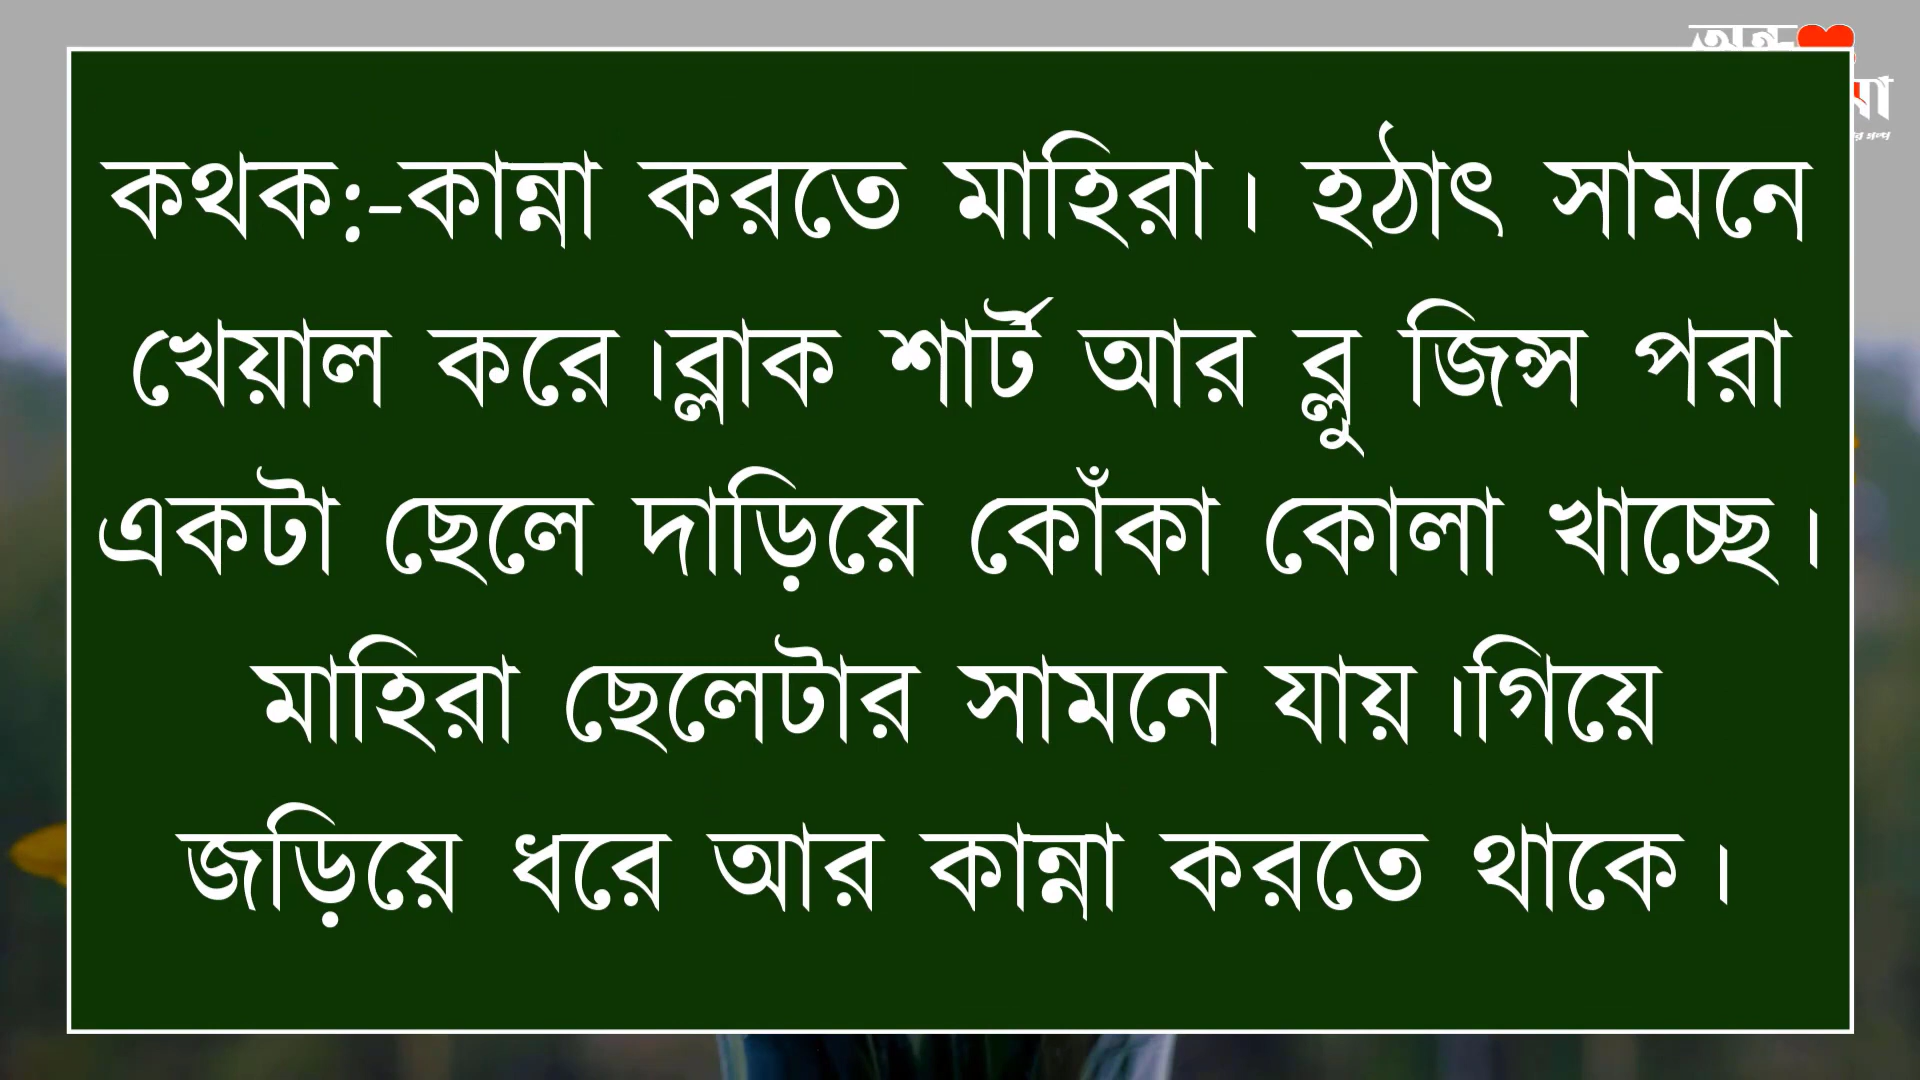 কথক:-কান্না করতে মাহিরা। হঠাৎ সামনে
খেয়াল করে।ব্লাক শার্ট আর ব্লু জিন্স পরা
একটা ছেলে দাড়িয়ে কোঁকা কোলা খাচ্ছে।
মাহিরা ছেলেটার সামনে যায়।গিয়ে
জড়িয়ে ধরে আর কান্না করতে থাকে।